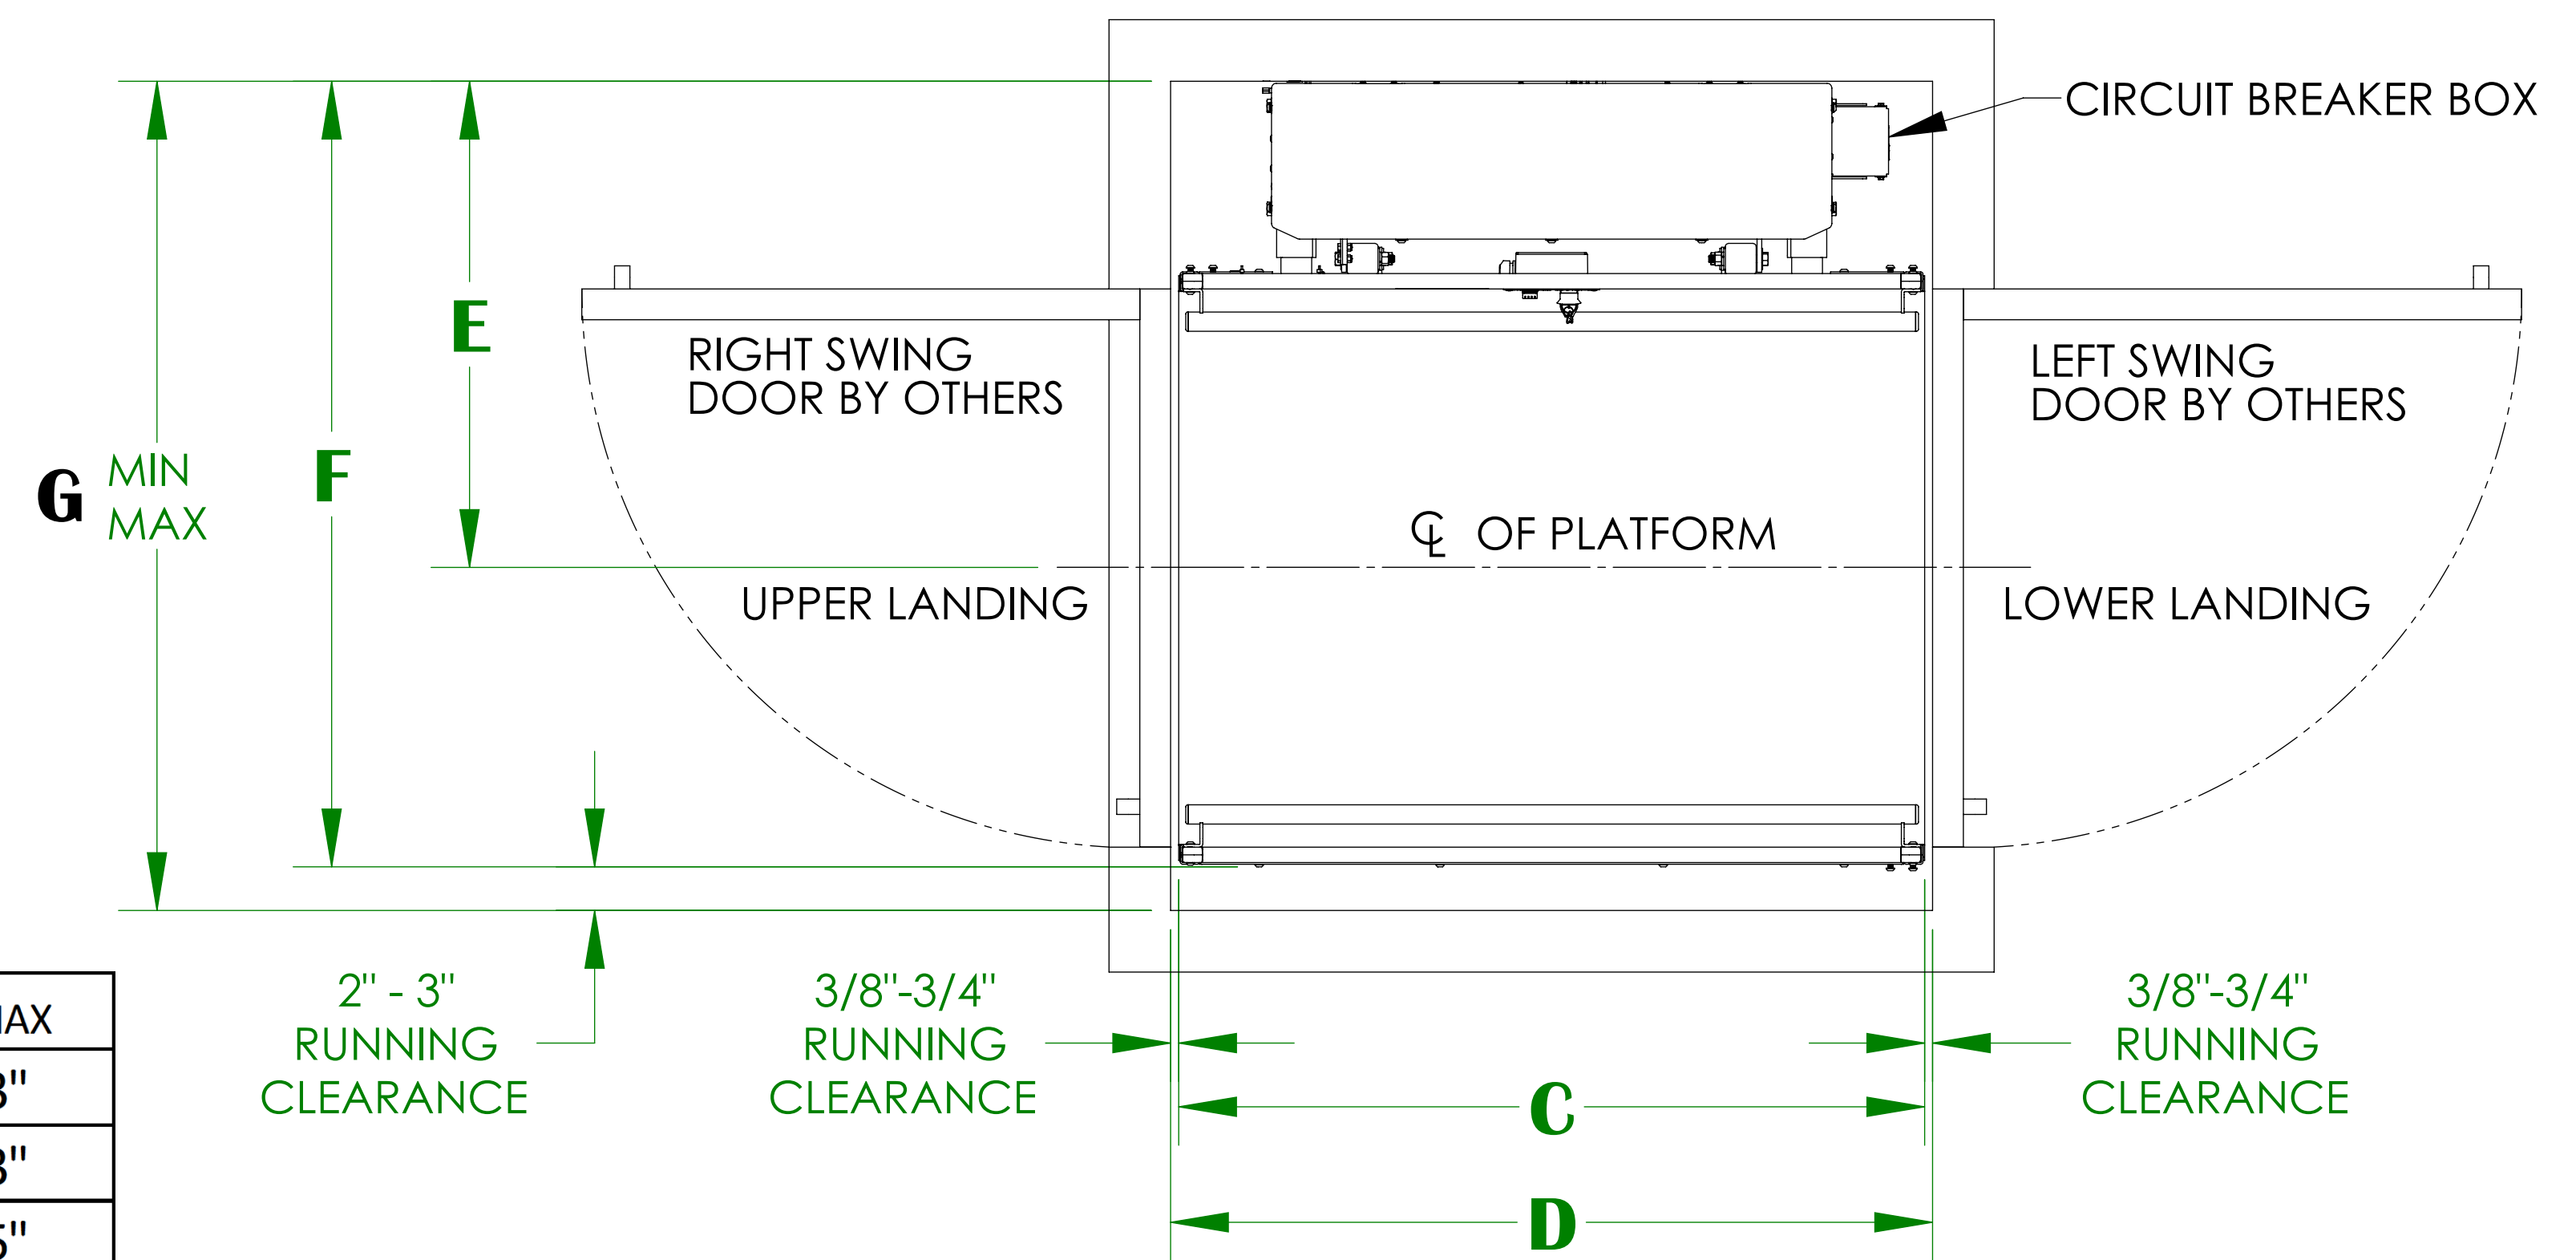 CIRCUIT BREAKER BOX
E
RIGHT SWING
DOOR BY OTHERS
LEFT SWING
DOOR BY OTHERS
G MIN
MAX
F
℄ OF PLATFORM
UPPER LANDING
LOWER LANDING
2" - 3"
RUNNING
CLEARANCE
3/8"-3/4"
RUNNING
CLEARANCE
3/8"-3/4"
RUNNING
CLEARANCE
C
D